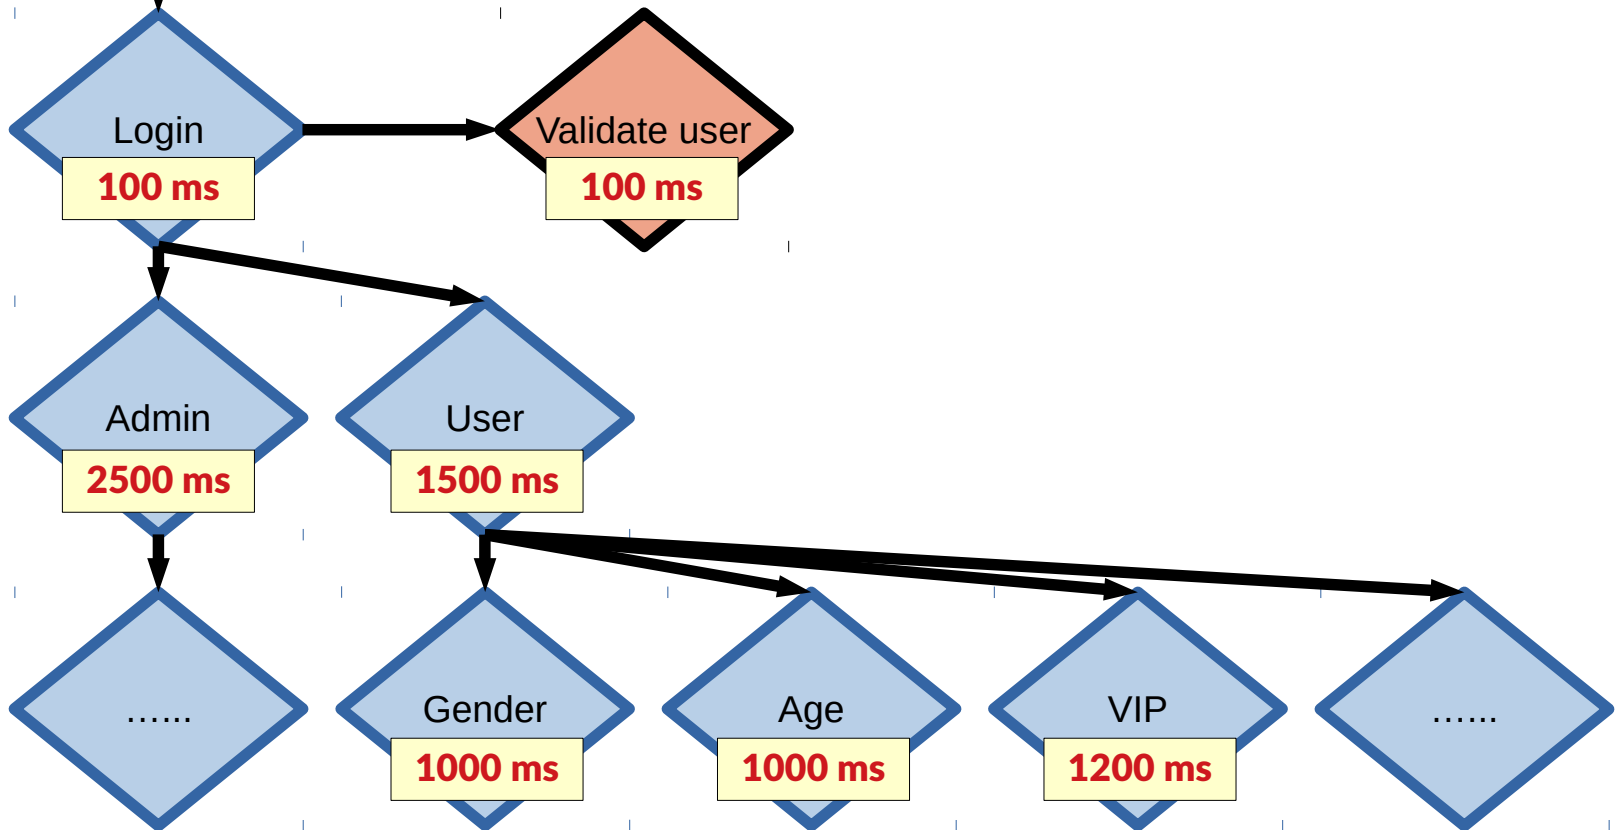 Login
100 ms
Validate user
100 ms
Admin
2500 ms
User
1500 ms
…...
Gender
1000 ms
Age
1000 ms
VIP
1200 ms
…...